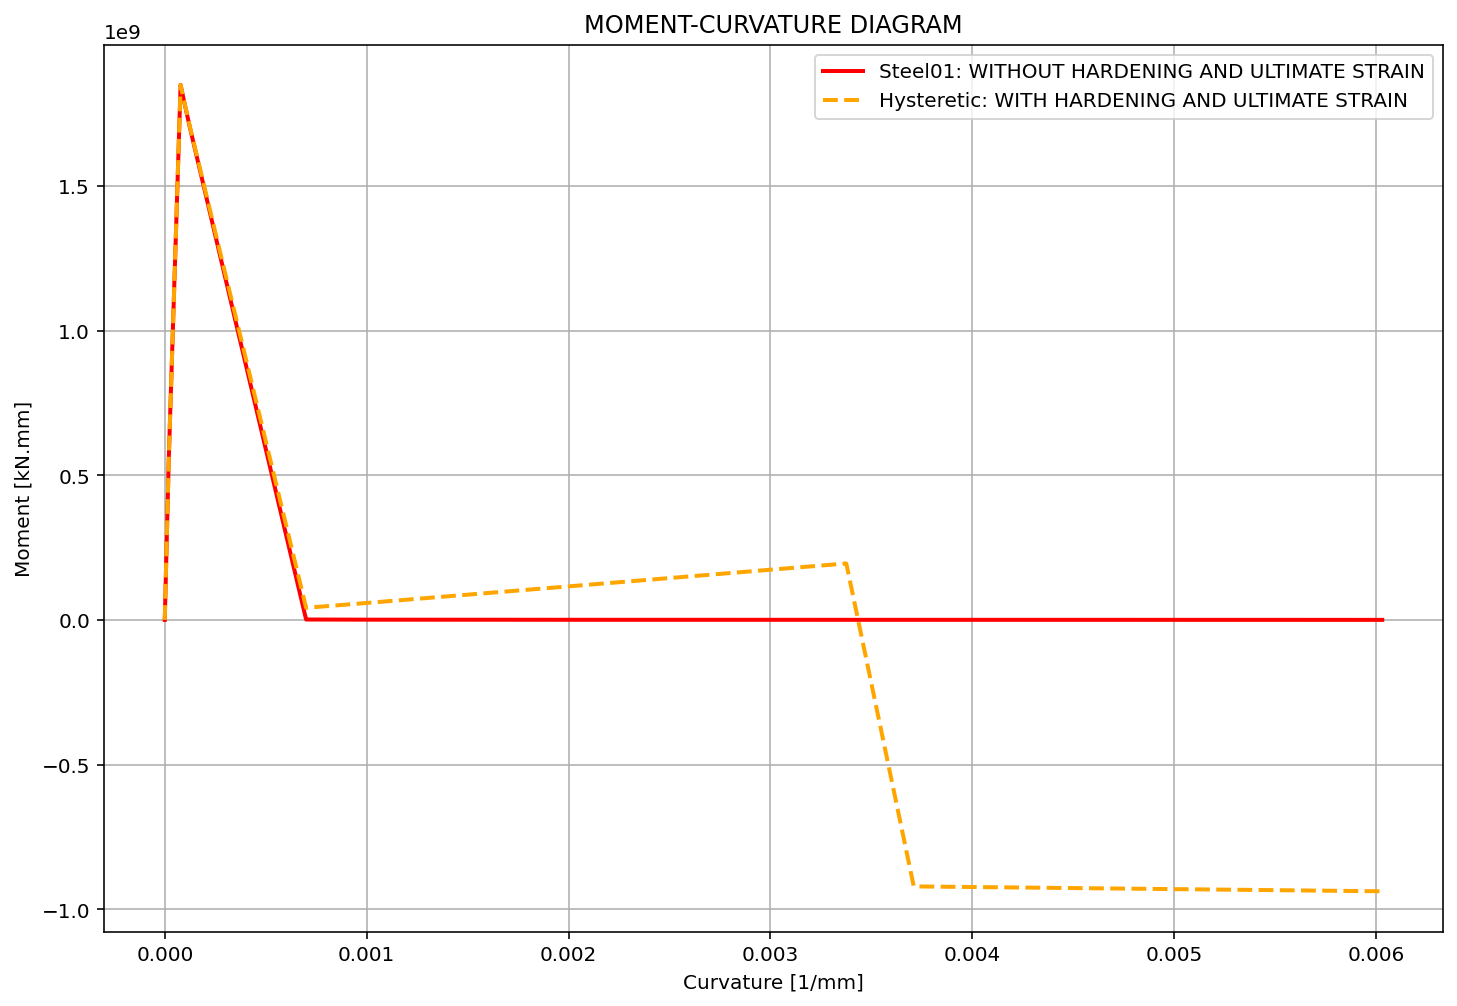 MOMENT-CURVATURE DIAGRAM
1e9
Steel01: WITHOUT HARDENING AND ULTIMATE STRAIN
Hysteretic: WITH HARDENING AND ULTIMATE STRAIN
1.5
1.0
0.5
0.0
−0.5
−1.0
Moment [kN.mm]
0.000 0.001 0.002 0.003 0.004 0.005 0.006
Curvature [1/mm]